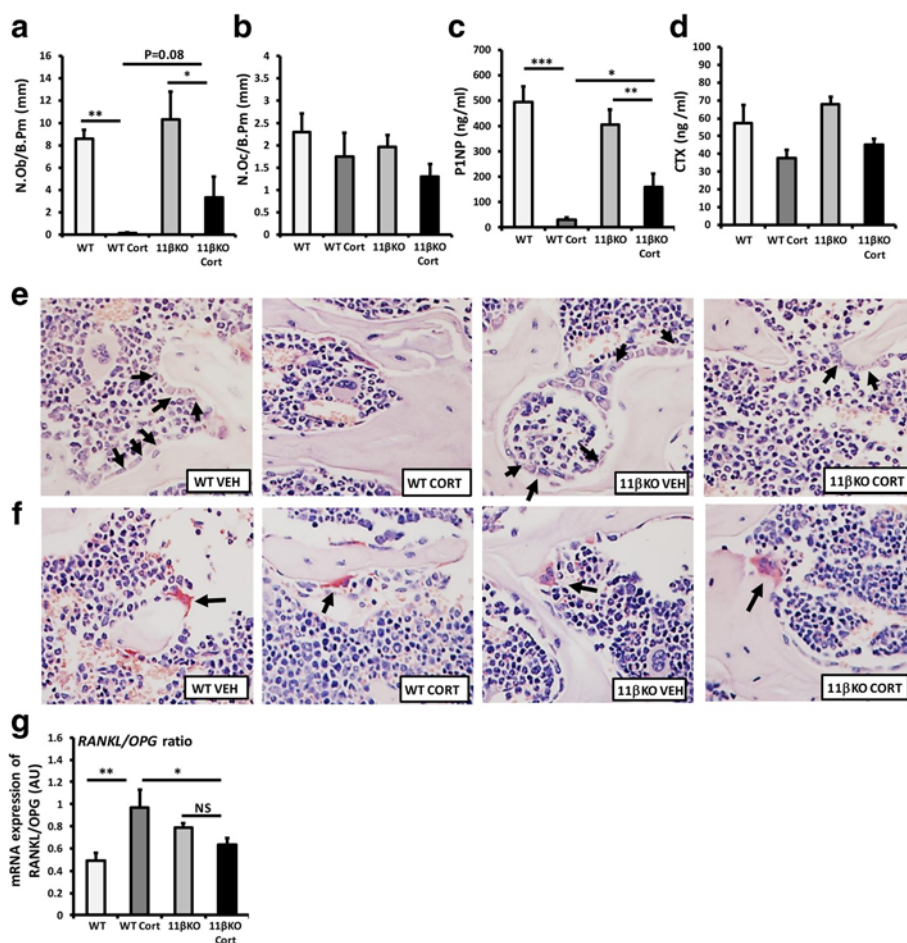 a
P=0.08
*
**
N.Ob/B.Pm (mm)
16
14
12
10
8
6
4
2
0
WT
WT Cort
11βKO
11βKO
Cort
b
N.Oc/B.Pm (mm)
4
3.5
3
2.5
2
1.5
1
0.5
0
WT
WT Cort
11βKO
11βKO
Cort
c
***
*
**
P1NP (ng/ml)
700
600
500
400
300
200
100
0
WT
WT Cort
11βKO
11βKO
Cort
d
CTX (ng /ml)
100
90
80
70
60
50
40
30
20
10
0
WT
WT Cort
11βKO
11βKO
Cort
e
WT VEH
WT CORT
11βKO VEH
11βKO CORT
f
WT VEH
WT CORT
11βKO VEH
11βKO CORT
g
RANKL/OPG ratio
**
*
NS
mRNA expression of
RANKL/OPG (AU)
1.6
1.4
1.2
1
0.8
0.6
0.4
0.2
0
WT
WT Cort
11βKO
11βKO
Cort